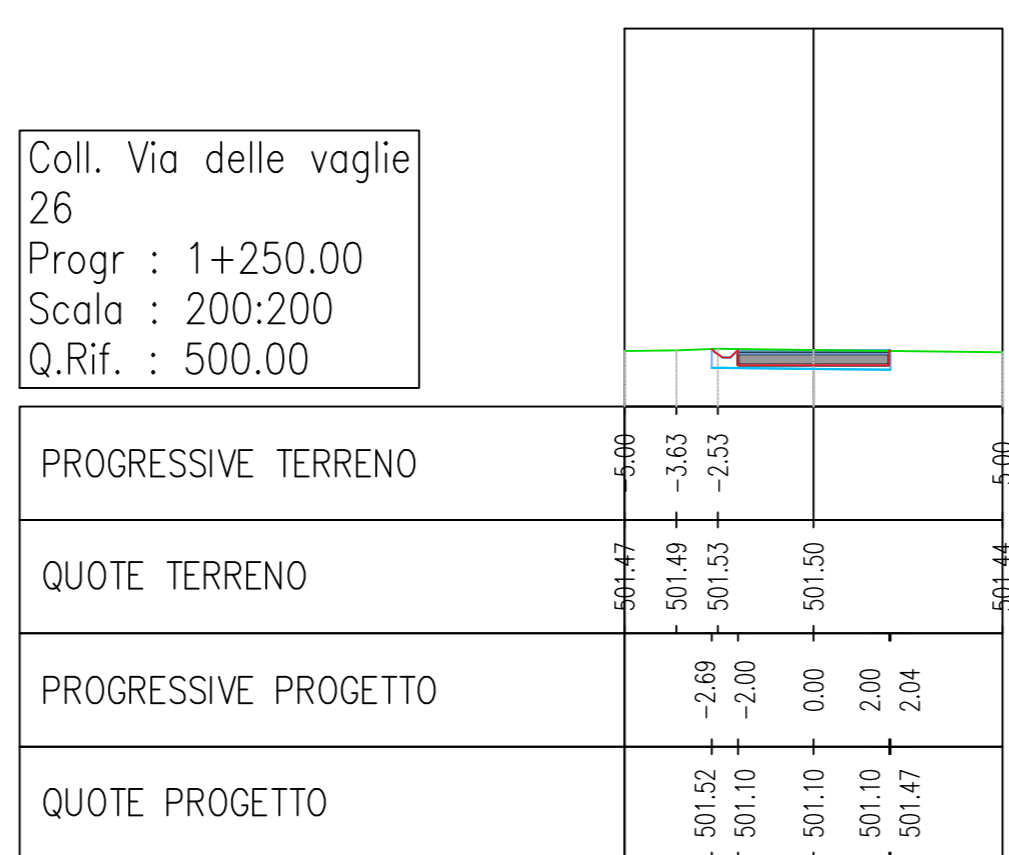 Coll. Via delle vaglie
26
Progr : 1+250.00
Scala : 200:200
Q.Rif. : 500.00
PROGRESSIVE TERRENO
-5.00 -3.63 -2.53 5.00
QUOTE TERRENO
501.47 501.49 501.53 501.50 501.44
PROGRESSIVE PROGETTO
-2.69 -2.00 0.00 2.00 2.04
QUOTE PROGETTO
501.52 501.10 501.10 501.10 501.47